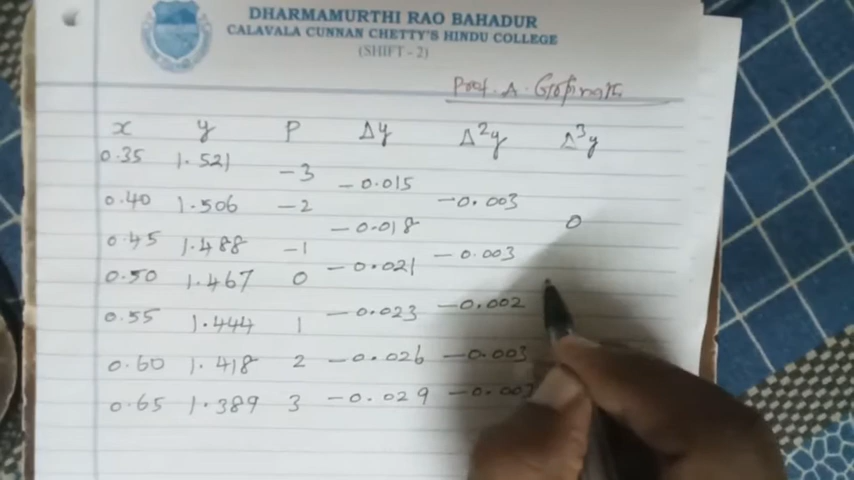 DHARMAMURTHI RAO BAHADUR
CALAVALA CUNNAN CHETTY'S HINDU COLLEGE
(SHIFT - 2)
Prof. A. Gopinath
x y P Δy Δ²y Δ³y
0.35 1.521 -3 -0.015
0.40 1.506 -2 -0.003
-0.018 0
0.45 1.488 -1 -0.003
0.50 1.467 0 -0.021
0.55 1.444 1 -0.023 -0.002
0.60 1.418 2 -0.026 -0.003
0.65 1.389 3 -0.029 -0.003